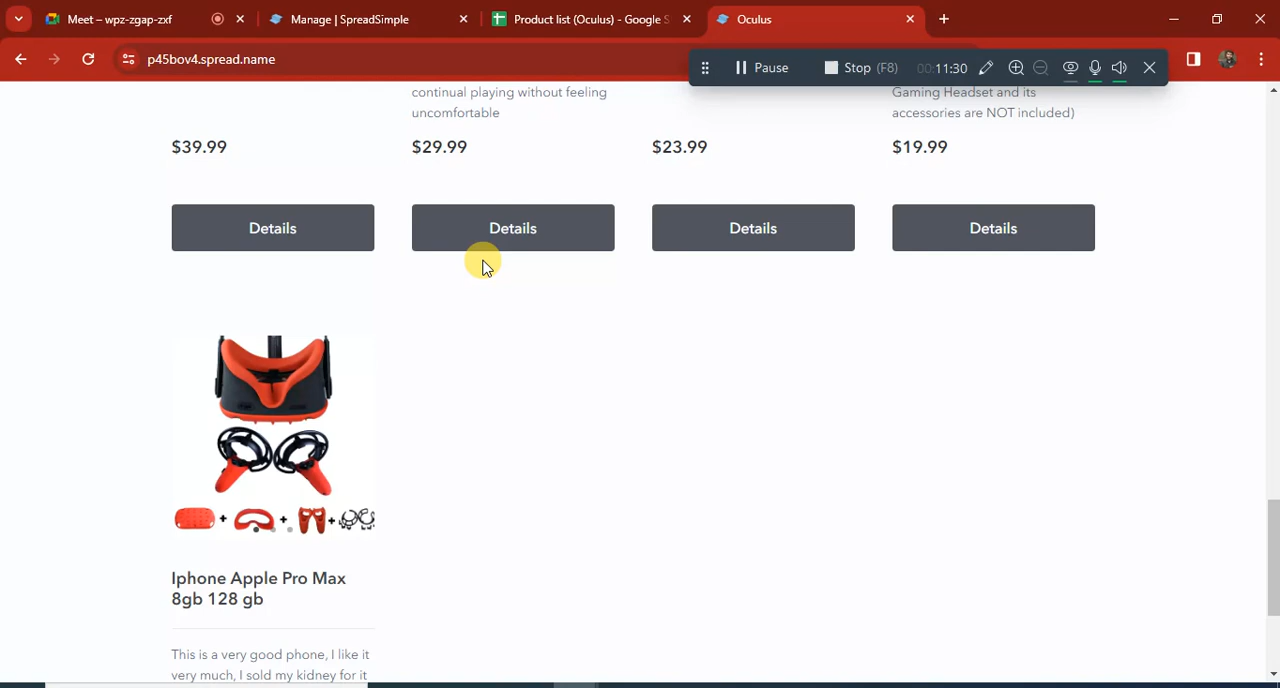 Meet – wpz-zgap-zxf
Manage | SpreadSimple
Product list (Oculus) - Google S
Oculus
p45bov4.spread.name
Pause
Stop (F8)
00:11:30
continual playing without feeling
uncomfortable
Gaming Headset and its
accessories are NOT included)
$39.99
$29.99
$23.99
$19.99
Details
Details
Details
Details
Iphone Apple Pro Max
8gb 128 gb
This is a very good phone, I like it
very much, I sold my kidney for it